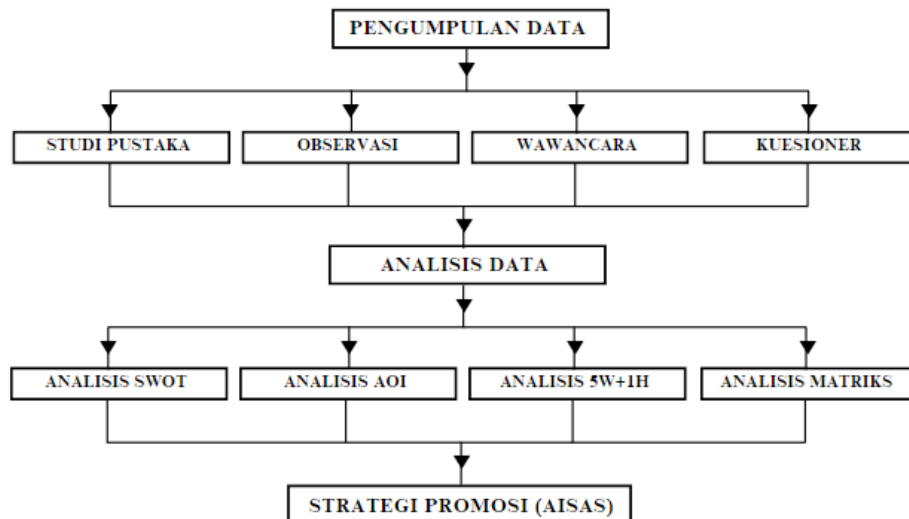 PENGUMPULAN DATA
STUDI PUSTAKA
OBSERVASI
WAWANCARA
KUESIONER
ANALISIS DATA
ANALISIS SWOT
ANALISIS AOI
ANALISIS 5W+1H
ANALISIS MATRIKS
STRATEGI PROMOSI (AISAS)